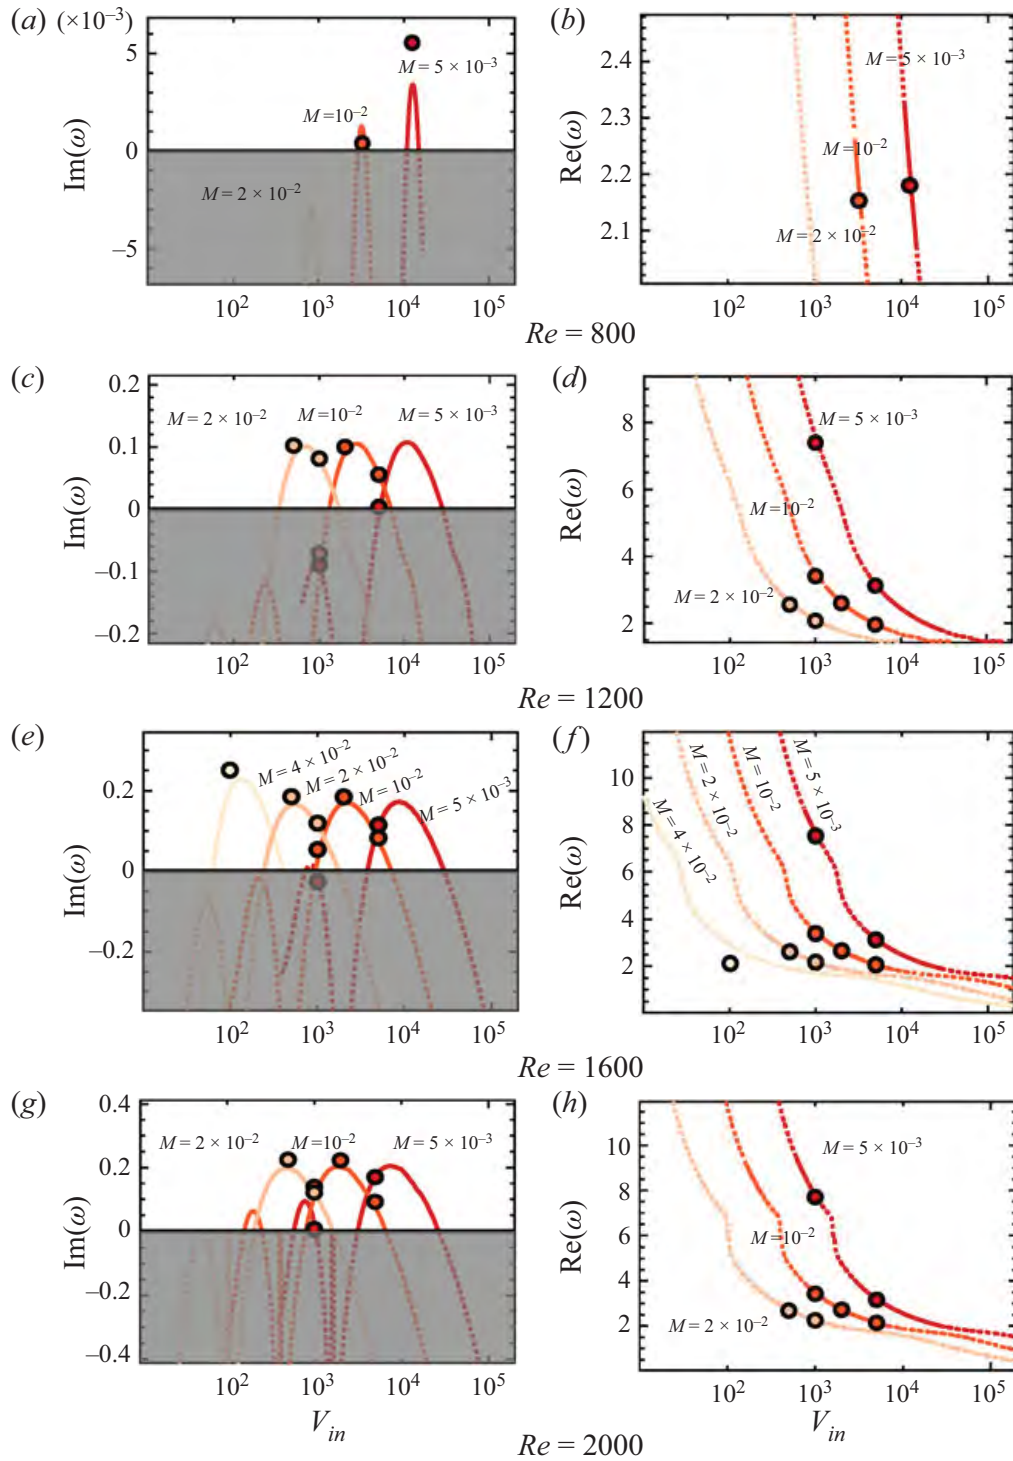 (a) (×10⁻³)
5
0
–5
Im(ω)
M = 5 × 10⁻³
M = 10⁻²
M = 2 × 10⁻²
10² 10³ 10⁴ 10⁵
(b)
2.4
2.3
2.2
2.1
Re(ω)
M = 5 × 10⁻³
M = 10⁻²
M = 2 × 10⁻²
10² 10³ 10⁴ 10⁵
Re = 800
(c)
0.2
0.1
0
–0.1
–0.2
Im(ω)
M = 2 × 10⁻² M = 10⁻² M = 5 × 10⁻³
10² 10³ 10⁴ 10⁵
(d)
8
6
4
2
Re(ω)
M = 5 × 10⁻³
M = 10⁻²
M = 2 × 10⁻²
10² 10³ 10⁴ 10⁵
Re = 1200
(e)
0.2
0
–0.2
Im(ω)
M = 4 × 10⁻²
M = 2 × 10⁻²
M = 10⁻²
M = 5 × 10⁻³
10² 10³ 10⁴ 10⁵
(f)
10
8
6
4
2
Re(ω)
M = 5 × 10⁻³
M = 10⁻²
M = 2 × 10⁻²
M = 4 × 10⁻²
10² 10³ 10⁴ 10⁵
Re = 1600
(g)
0.4
0.2
0
–0.2
–0.4
Im(ω)
M = 2 × 10⁻² M = 10⁻² M = 5 × 10⁻³
10² 10³ 10⁴ 10⁵
V_in
(h)
10
8
6
4
2
Re(ω)
M = 5 × 10⁻³
M = 10⁻²
M = 2 × 10⁻²
10² 10³ 10⁴ 10⁵
V_in
Re = 2000